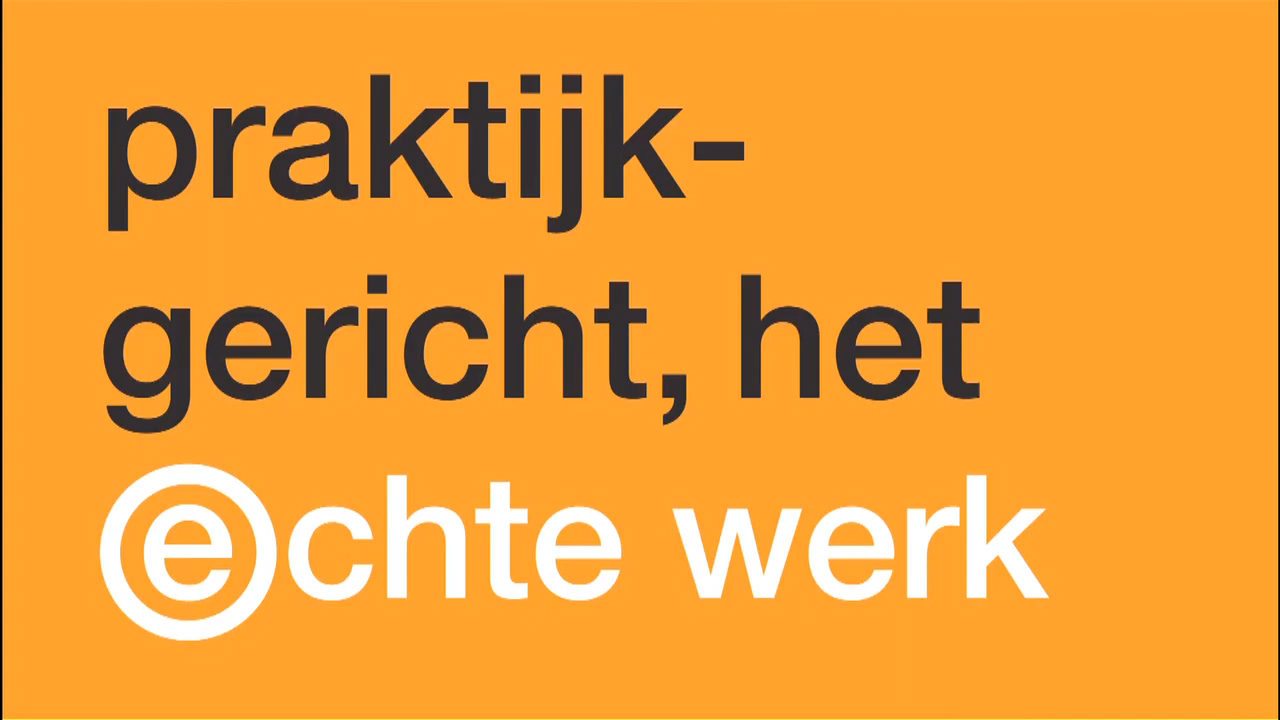 praktijk-
gericht, het
echte werk